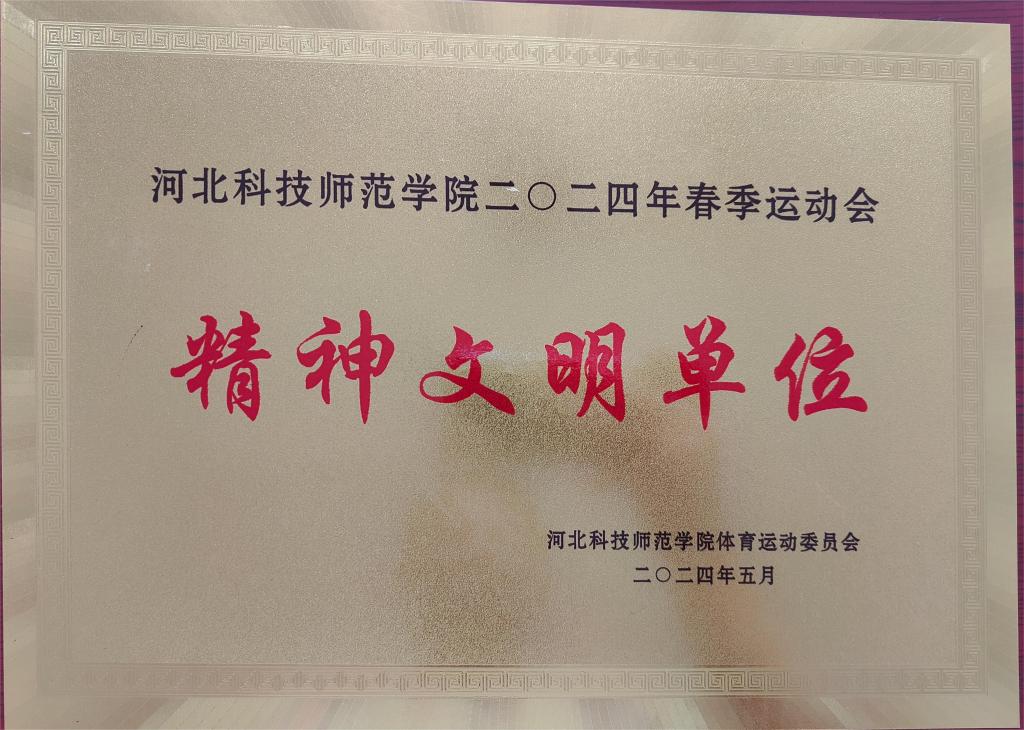 河北科技师范学院二〇二四年春季运动会
精神文明单位
河北科技师范学院体育运动委员会
二〇二四年五月